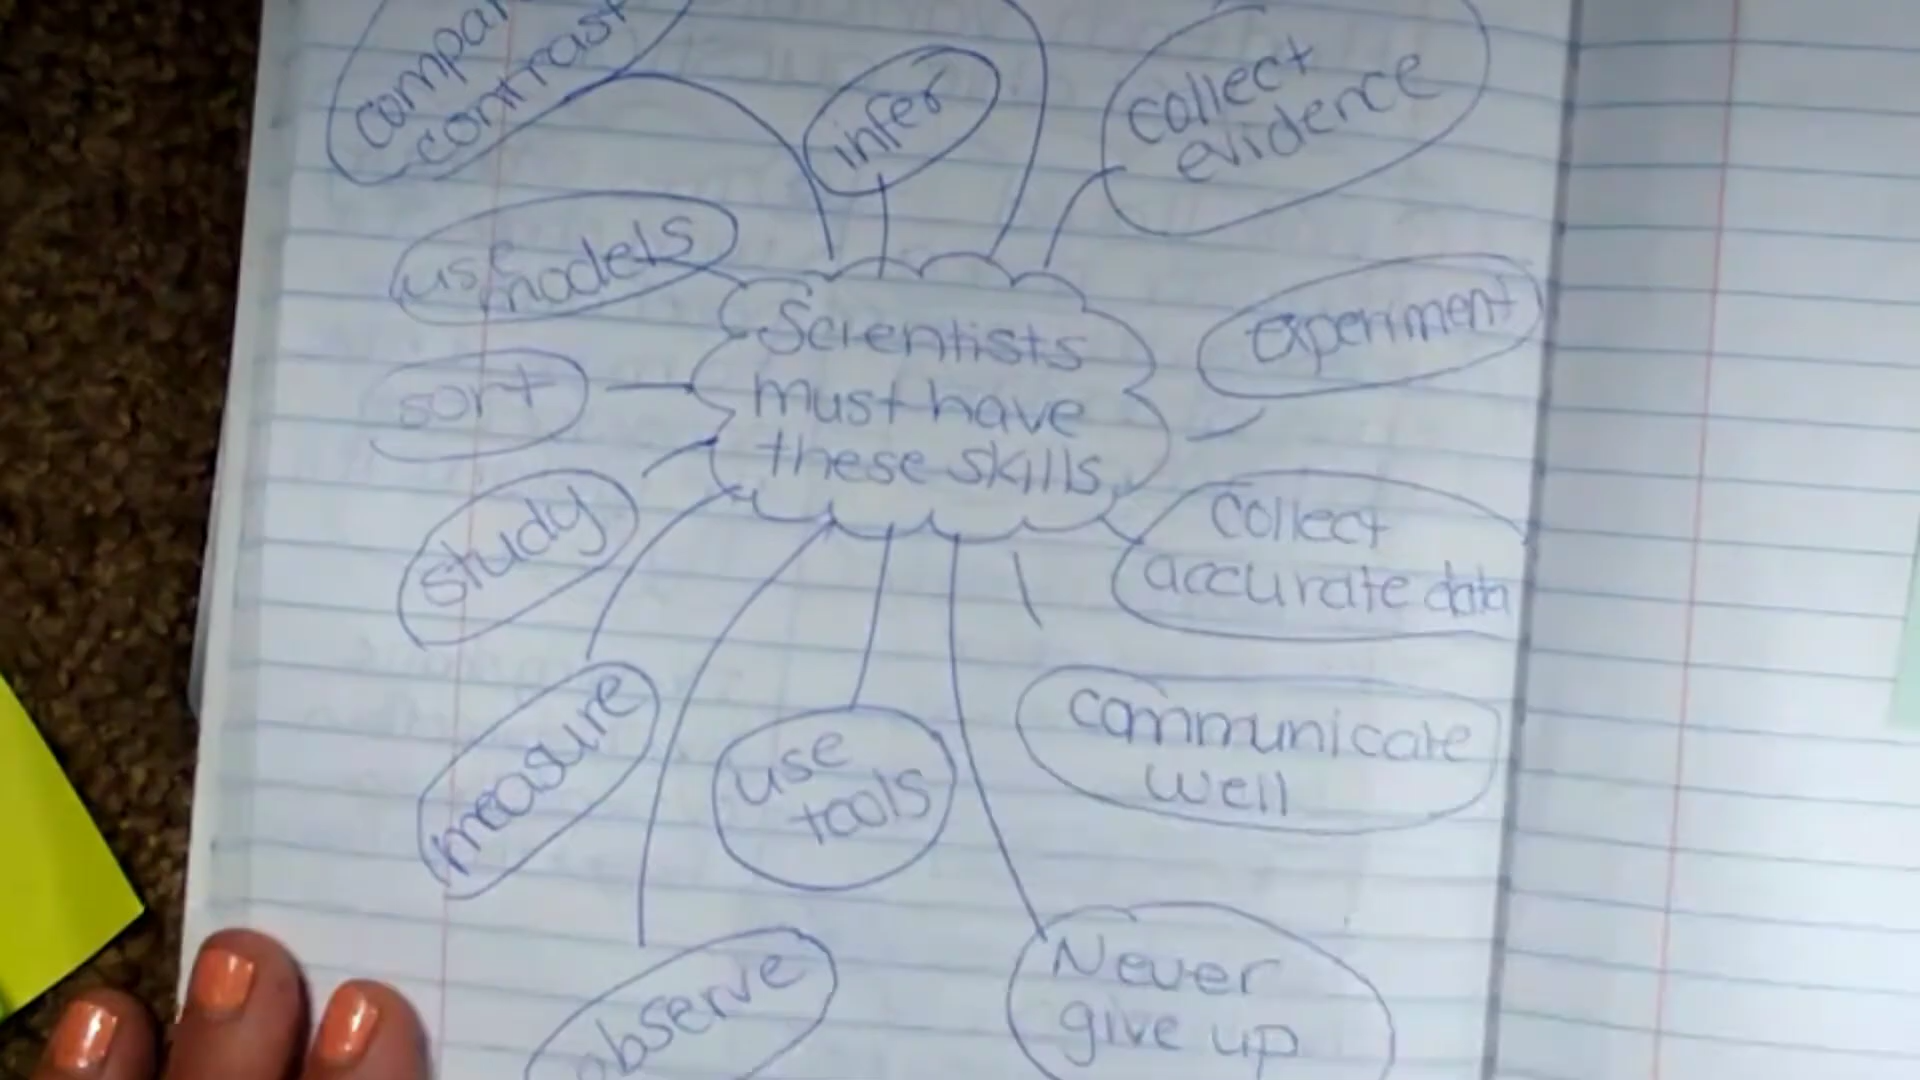 contrast
infer
collect
evidence
use
models
Scientists
must have
these skills
experiment
sort
study
collect
accurate data
measure
use
tools
communicate
well
observe
Never
give up